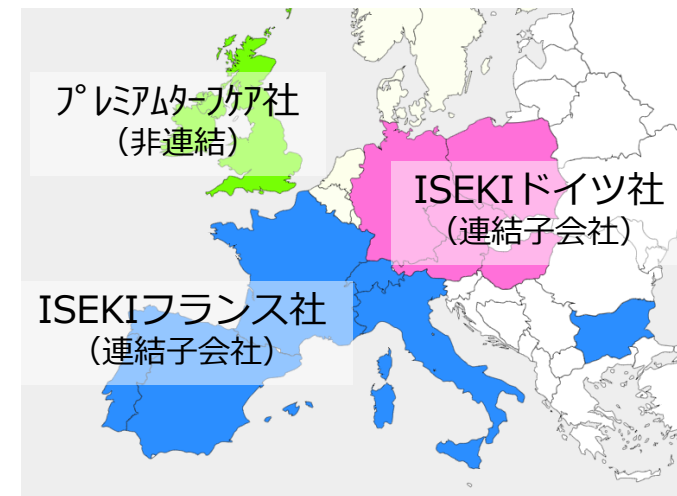 ﾌﾟﾚﾐｱﾑﾀｰﾌｹｱ社
（非連結）
ISEKIドイツ社
（連結子会社）
ISEKIフランス社
（連結子会社）